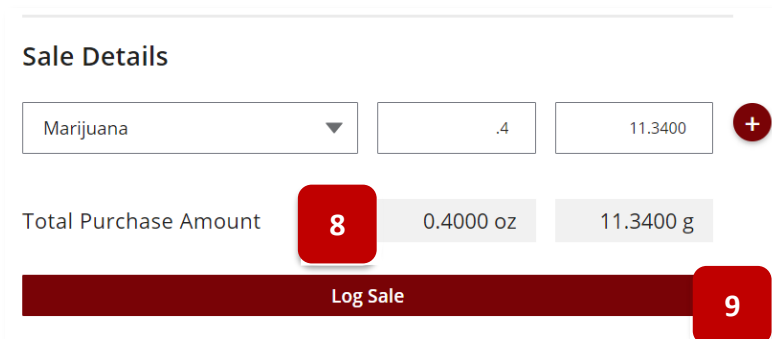 Sale Details
Marijuana .4 11.3400 +
Total Purchase Amount 8 0.4000 oz 11.3400 g
Log Sale 9